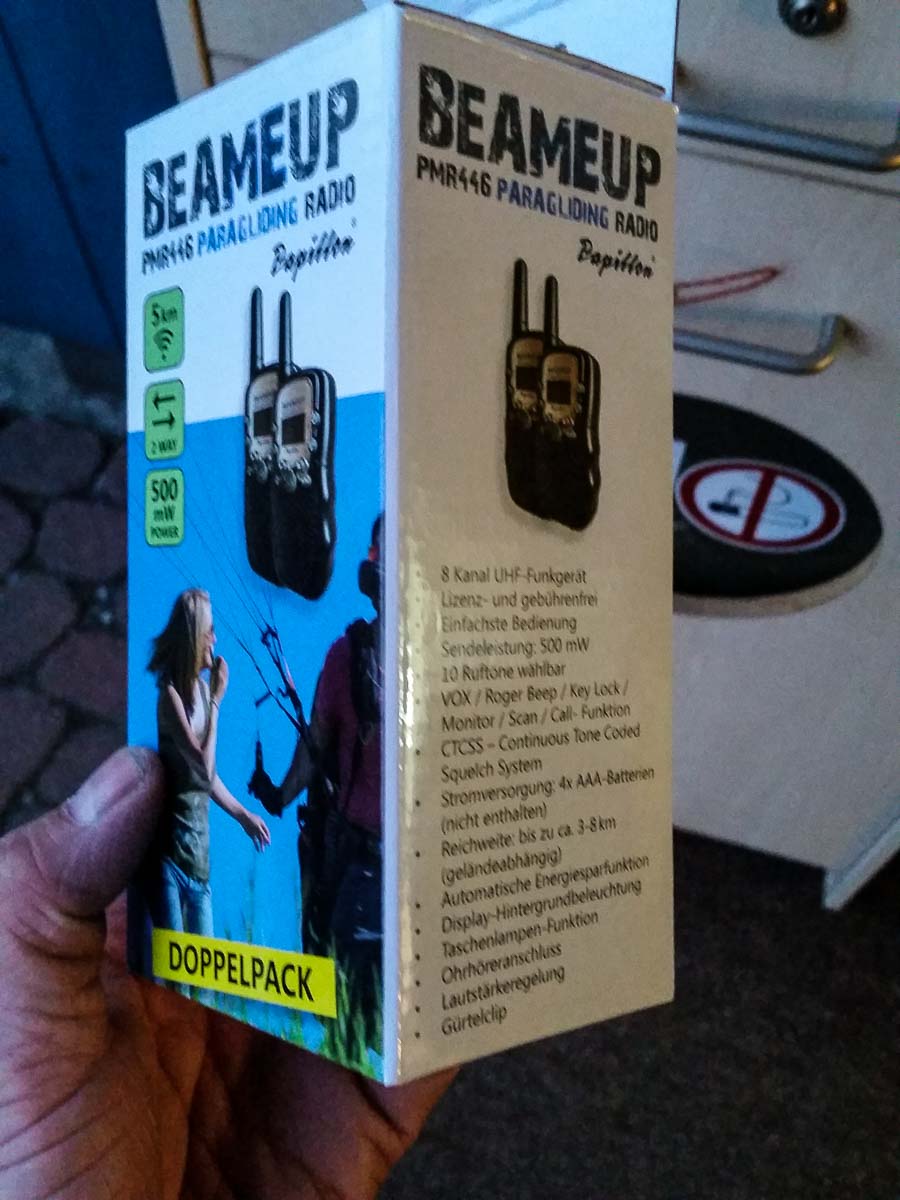 BEAMEUP
PMR446 PARAGLIDING RADIO
Papillon
5 km
2 WAY
500
mW
POWER
DOPPELPACK
BEAMEUP
PMR446 PARAGLIDING RADIO
Papillon
8 Kanal UHF-Funkgerät
Lizenz- und gebührenfrei
Einfachste Bedienung
Sendeleistung: 500 mW
10 Ruftöne wählbar
VOX / Roger Beep / Key Lock /
Monitor / Scan / Call- Funktion
CTCSS – Continuous Tone Coded
Squelch System
Stromversorgung: 4x AAA-Batterien
(nicht enthalten)
Reichweite: bis zu ca. 3-8 km
(geländeabhängig)
Automatische Energiesparfunktion
Display-Hintergrundbeleuchtung
Taschenlampen-Funktion
Ohrhöreranschluss
Lautstärkeregelung
Gürtelclip